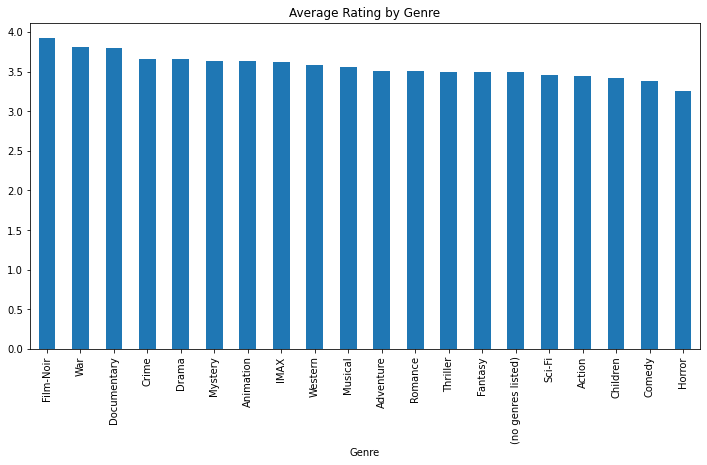 Average Rating by Genre
4.0
3.5
3.0
2.5
2.0
1.5
1.0
0.5
0.0
Film-Noir
War
Documentary
Crime
Drama
Mystery
Animation
IMAX
Western
Musical
Adventure
Romance
Thriller
Fantasy
(no genres listed)
Sci-Fi
Action
Children
Comedy
Horror
Genre